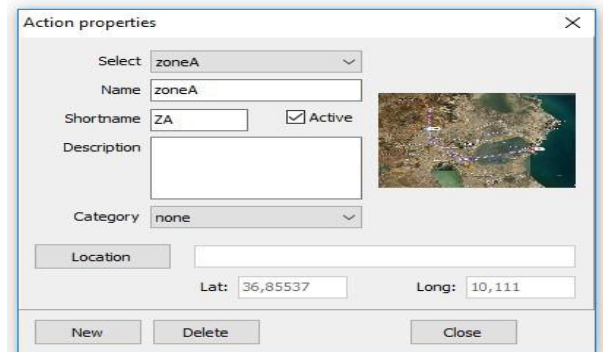 Action properties
Select zoneA
Name zoneA
Shortname ZA Active
Description
Category none
Location
Lat: 36,85537 Long: 10,111
New Delete Close